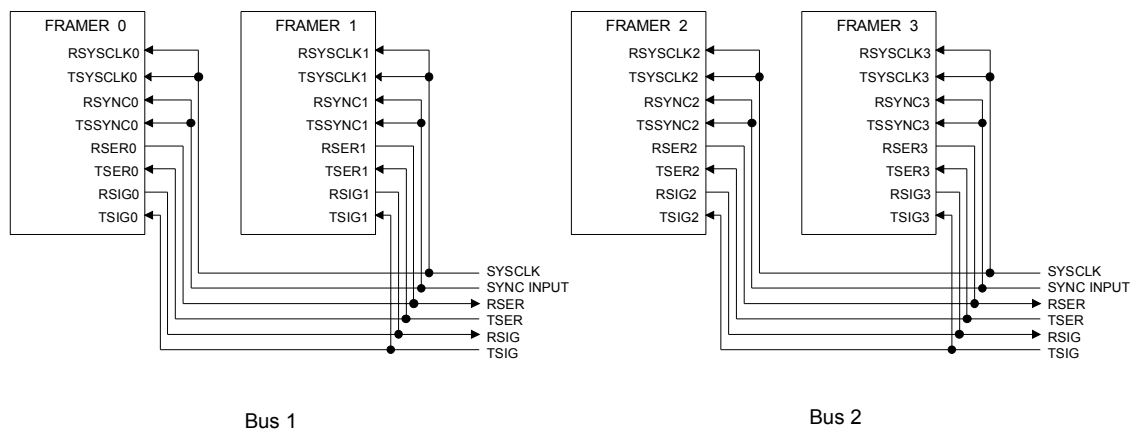 FRAMER 0
RSYSCLK0
TSYSCLK0
RSYNC0
TSSYNC0
RSER0
TSER0
RSIG0
TSIG0
FRAMER 1
RSYSCLK1
TSYSCLK1
RSYNC1
TSSYNC1
RSER1
TSER1
RSIG1
TSIG1
SYSCLK
SYNC INPUT
RSER
TSER
RSIG
TSIG
Bus 1
FRAMER 2
RSYSCLK2
TSYSCLK2
RSYNC2
TSSYNC2
RSER2
TSER2
RSIG2
TSIG2
FRAMER 3
RSYSCLK3
TSYSCLK3
RSYNC3
TSSYNC3
RSER3
TSER3
RSIG3
TSIG3
SYSCLK
SYNC INPUT
RSER
TSER
RSIG
TSIG
Bus 2